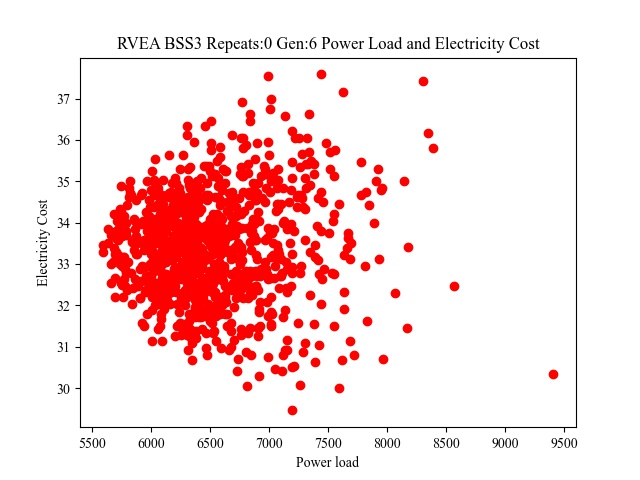 RVEA BSS3 Repeats:0 Gen:6 Power Load and Electricity Cost
37
36
35
34
33
32
31
30
Electricity Cost
5500 6000 6500 7000 7500 8000 8500 9000 9500
Power load